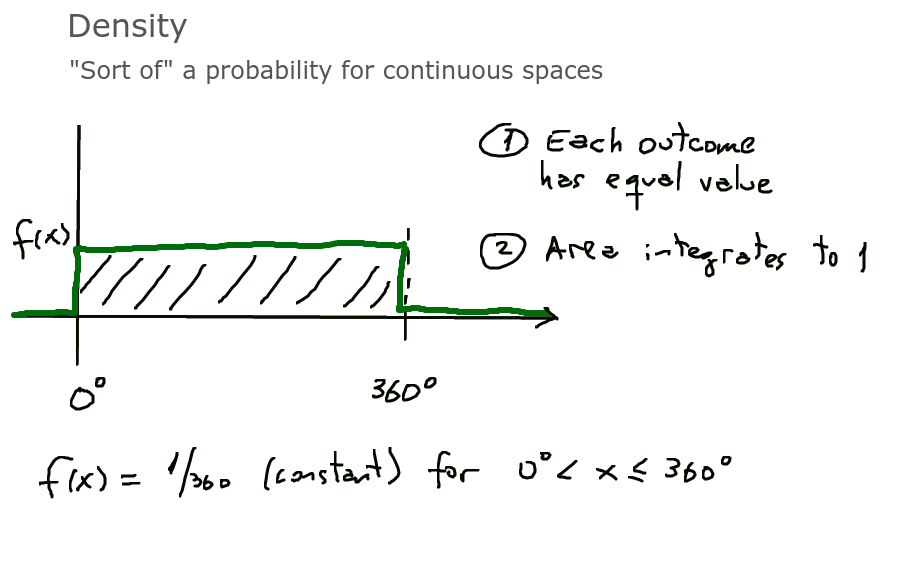 Density
"Sort of" a probability for continuous spaces
① Each outcome
has equal value
f(x)
② Area integrates to 1
0°
360°
f(x) = 1/360 (constant) for 0° < x ≤ 360°